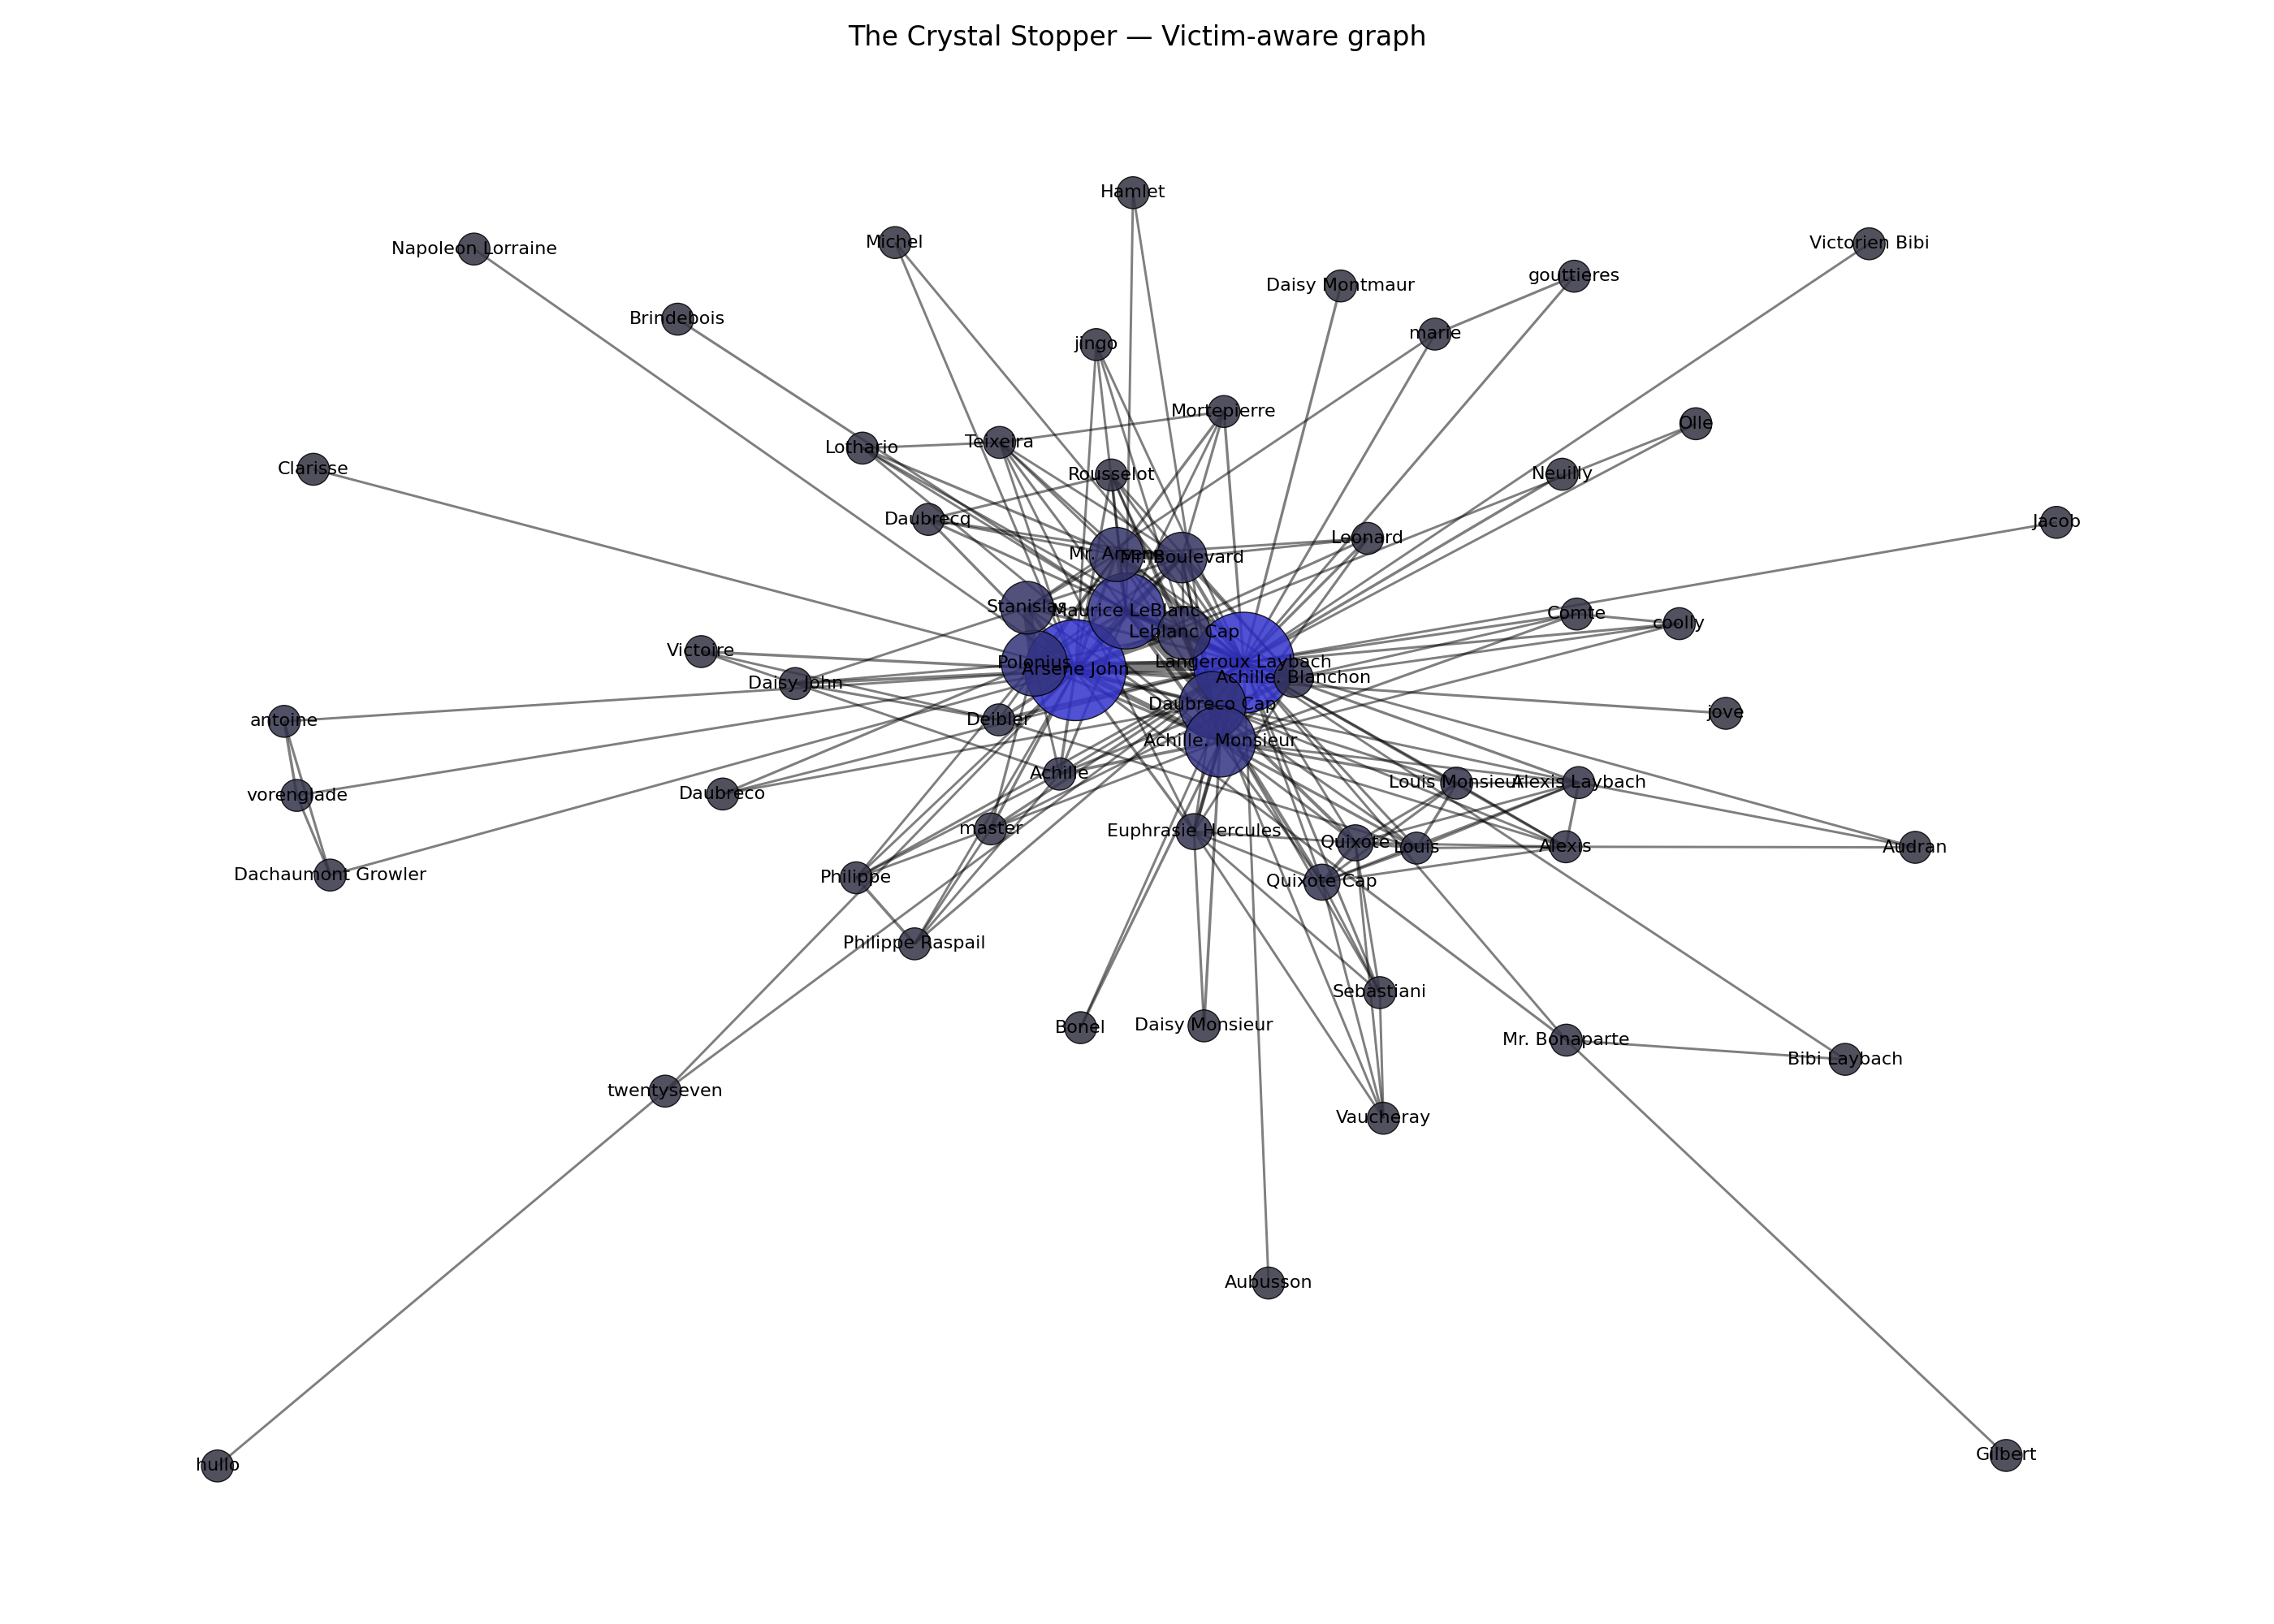 The Crystal Stopper — Victim-aware graph
Hamlet
Michel
Napoleon Lorraine
Victorien Bibi
gouttieres
Daisy Montmaur
Brindebois
marie
jingo
Mortepierre
Olle
Teixeira
Lothario
Clarisse
Rousselot
Neuilly
Daubrecq
Jacob
Leonard
Mr. Arsene
Mr. Boulevard
Stanislas
Maurice LeBlanc
Comte
coolly
Leblanc Cap
Victoire
Polonius
Arsene John
Langeroux Laybach
Achille. Blanchon
Daisy John
Daubreco Cap
jove
antoine
Deibler
Achille. Monsieur
Achille
Louis Monsieur
Alexis Laybach
vorenglade
Daubreco
master
Euphrasie Hercules
Quixote
Louis
Alexis
Audran
Dachaumont Growler
Philippe
Quixote Cap
Philippe Raspail
Sebastiani
Bonel
Daisy Monsieur
Mr. Bonaparte
Bibi Laybach
twentyseven
Vaucheray
Aubusson
hullo
Gilbert